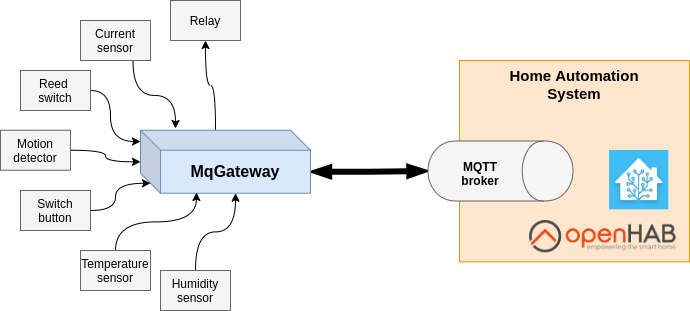 Relay
Current
sensor
Reed
switch
Motion
detector
Switch
button
Temperature
sensor
Humidity
sensor
MqGateway
Home Automation
System
MQTT
broker
openHAB
empowering the smart home